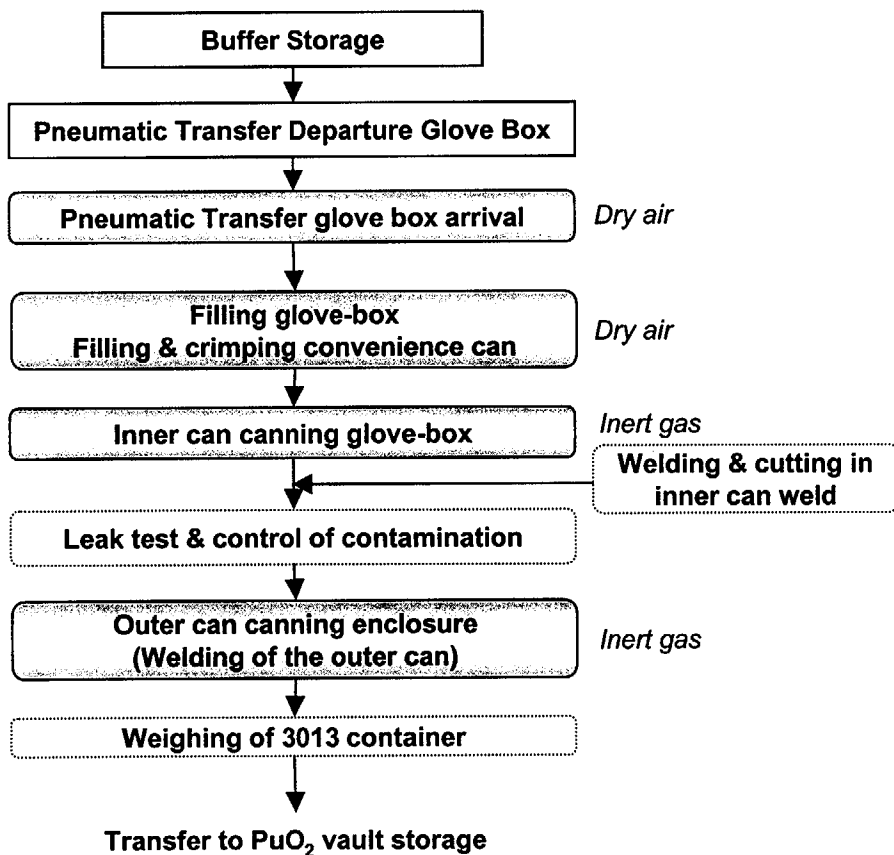 Buffer Storage
Pneumatic Transfer Departure Glove Box
Pneumatic Transfer glove box arrival
Dry air
Filling glove-box
Filling & crimping convenience can
Dry air
Inner can canning glove-box
Inert gas
Welding & cutting in
inner can weld
Leak test & control of contamination
Outer can canning enclosure
(Welding of the outer can)
Inert gas
Weighing of 3013 container
Transfer to PuO₂ vault storage